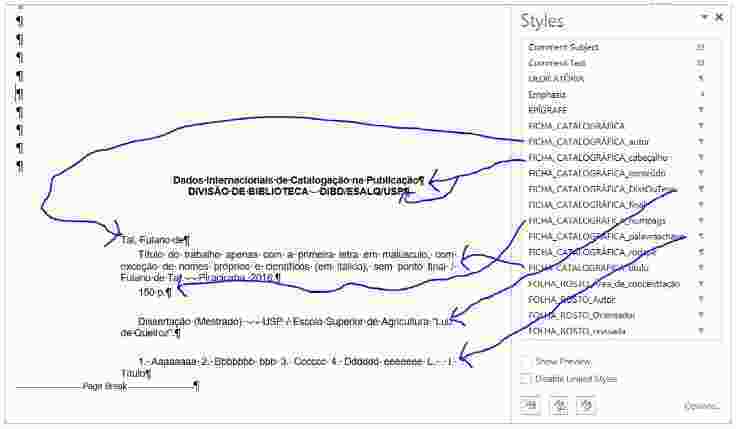 Styles
Comment Subject
Comment Text
DEDICATÓRIA
Emphasis
EPÍGRAFE
FICHA_CATALOGRÁFICA
FICHA_CATALOGRÁFICA_autor
FICHA_CATALOGRÁFICA_cabeçalho
FICHA_CATALOGRÁFICA_conteúdo
FICHA_CATALOGRÁFICA_DissOuTese
FICHA_CATALOGRÁFICA_final
FICHA_CATALOGRÁFICA_numpags
FICHA_CATALOGRÁFICA_palavrachave
FICHA_CATALOGRÁFICA_rodapé
FICHA_CATALOGRÁFICA_titulo
FOLHA_ROSTO_Área_de_concentração
FOLHA_ROSTO_Autor
FOLHA_ROSTO_Orientador
FOLHA_ROSTO_revisada
Show Preview
Disable Linked Styles
Options...
Dados·Internacionais·de·Catalogação·na·Publicação¶
DIVISÃO·DE·BIBLIOTECA·–·DIBD/ESALQ/USP¶
Tal, Fulano·de¶
Título·do·trabalho·apenas·com·a·primeira·letra·em·maiúsculo,·com·
exceção·de·nomes·próprios·e·científicos·(em·itálico),·sem·ponto·final·/·
Fulano·de·Tal.·–·Piracicaba,·2016.¶
150·p.¶
Dissertação·(Mestrado)·–·USP·/·Escola·Superior·de·Agricultura·"Luiz·
de·Queiroz".¶
1.·Aaaaaaaa·2.·Bbbbbbb·bbb·3.·Cccccc·4.·Dddddd·eeeeeee·I.·
Título¶
Page Break¶